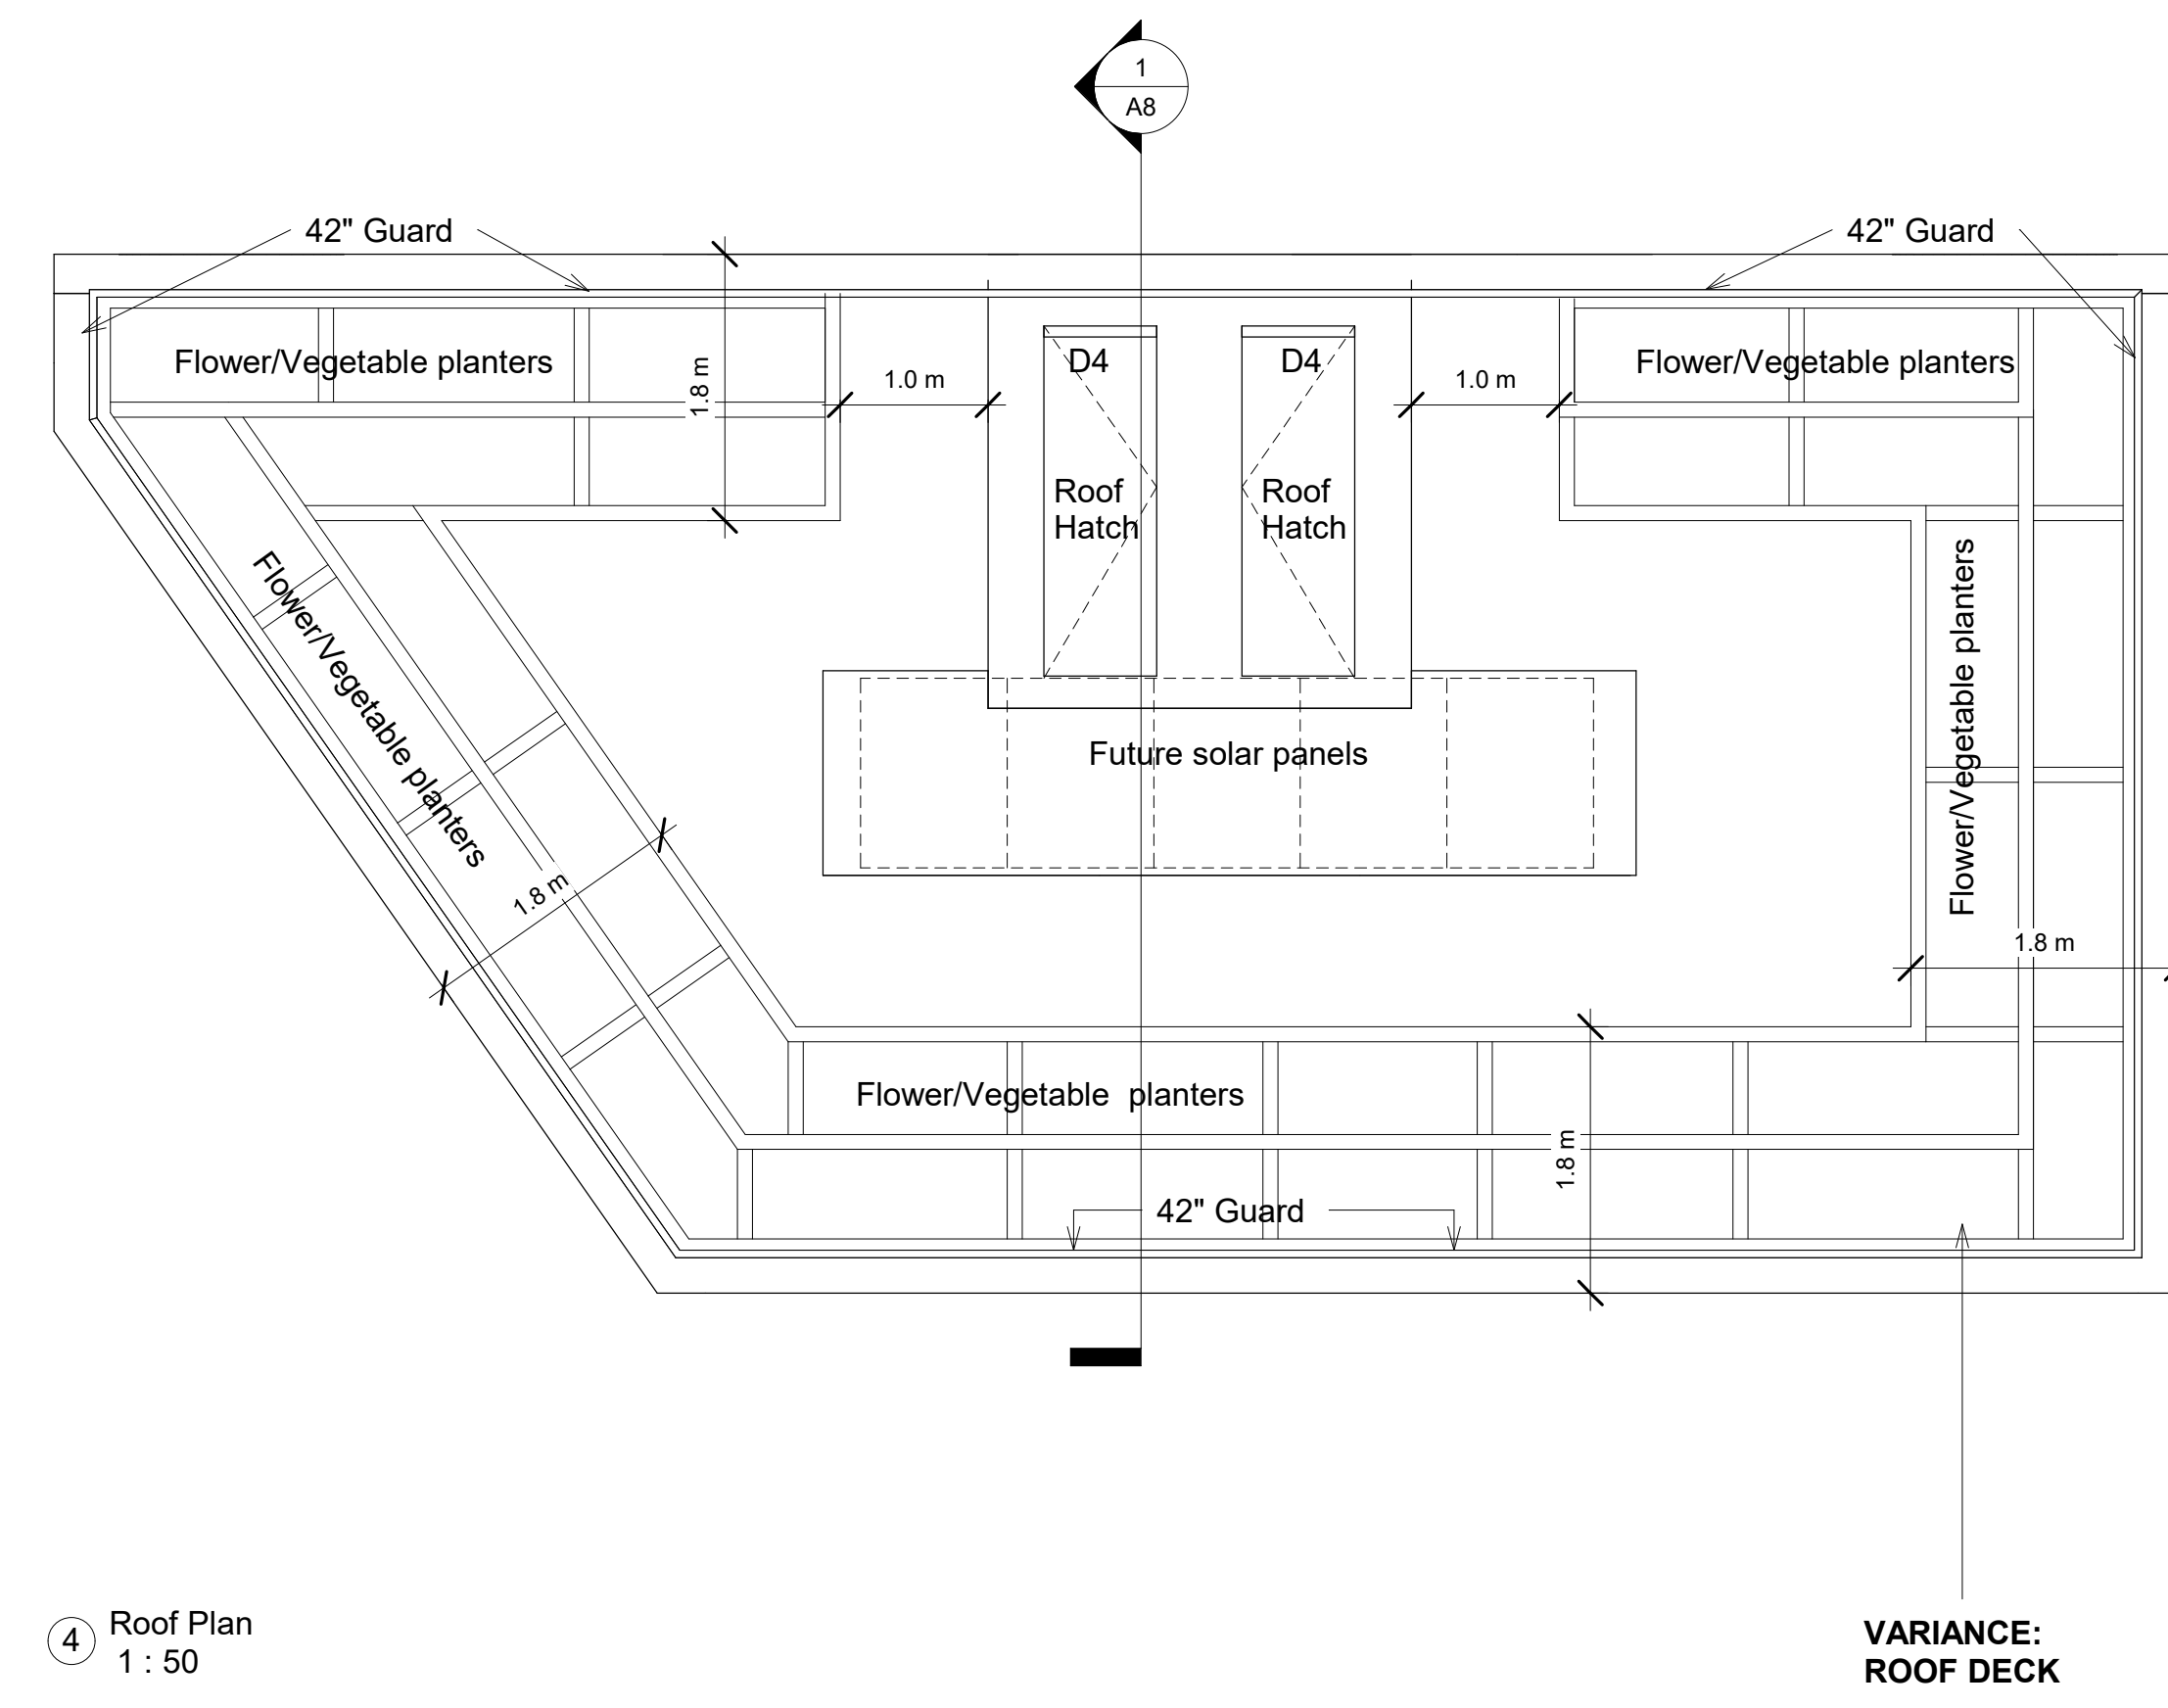 1
A8
42" Guard
42" Guard
Flower/Vegetable planters
1.8 m
1.0 m
D4
D4
1.0 m
Flower/Vegetable planters
Roof
Hatch
Roof
Hatch
Flower/Vegetable planters
Flower/Vegetable planters
Future solar panels
1.8 m
1.8 m
Flower/Vegetable  planters
1.8 m
42" Guard
4
Roof Plan
1 : 50
VARIANCE:
ROOF DECK